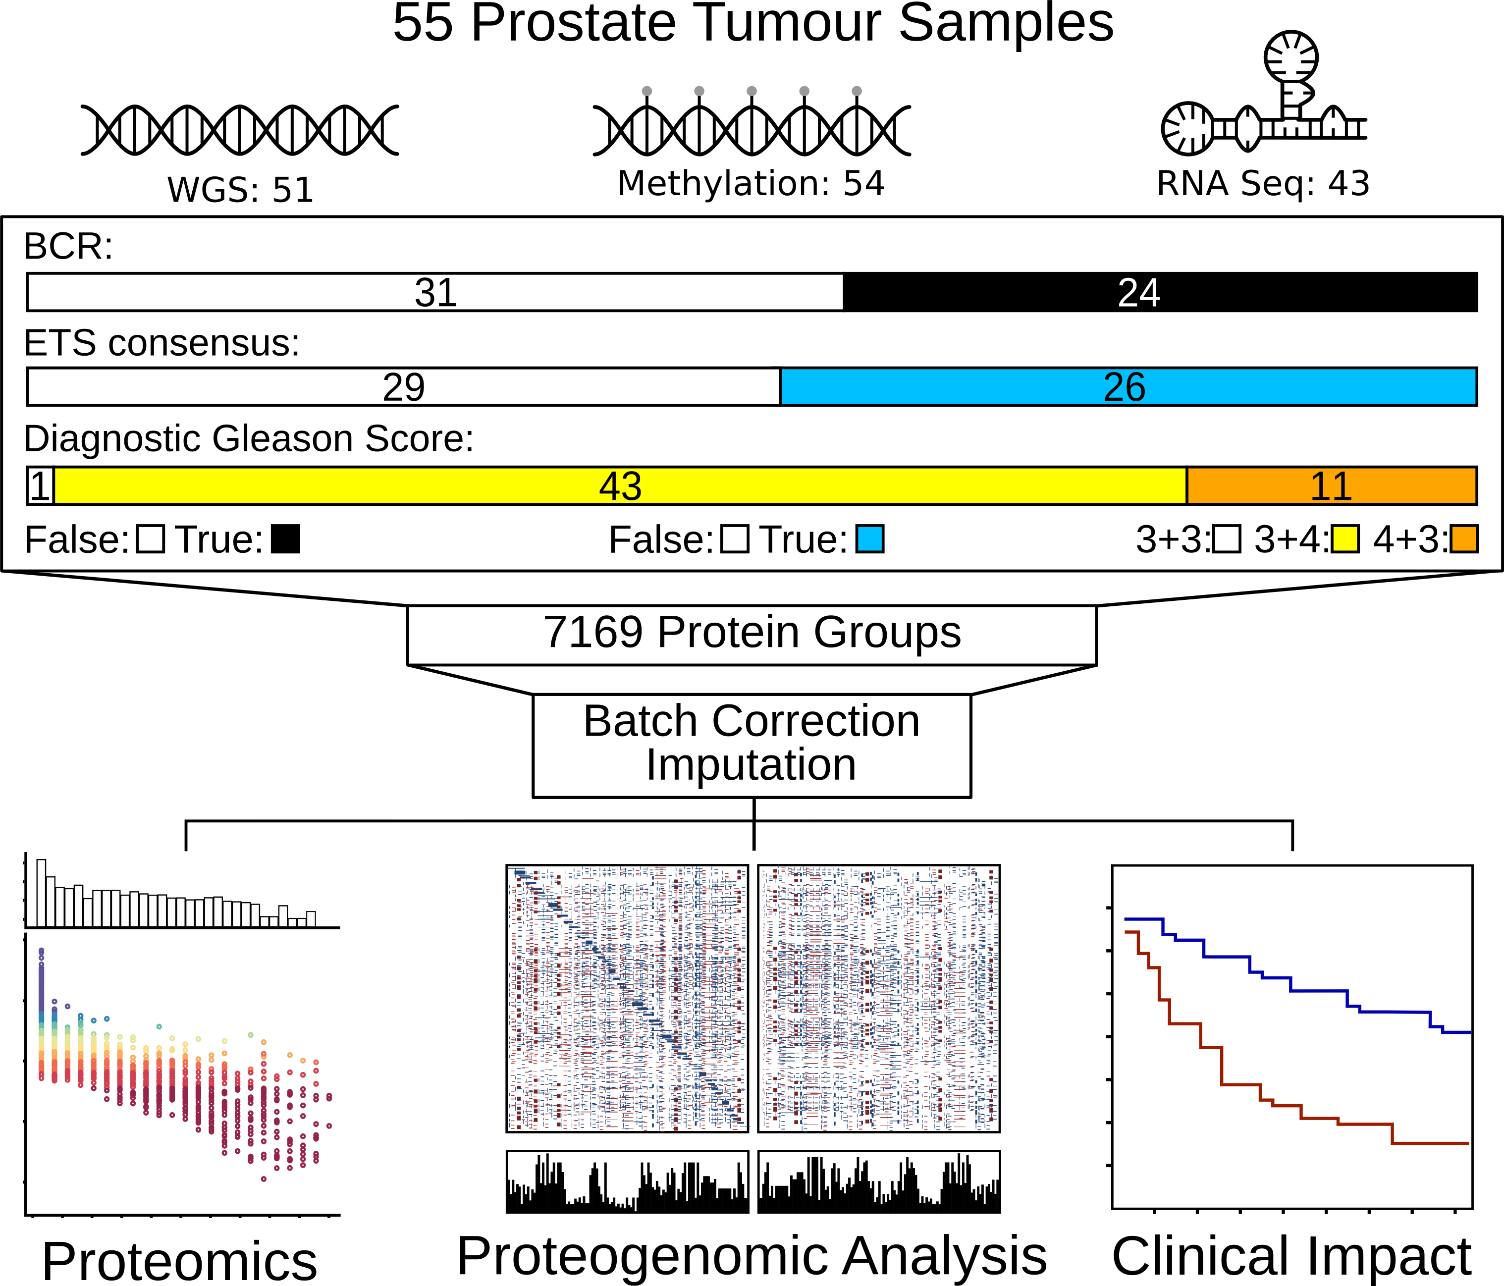 55 Prostate Tumour Samples
WGS: 51
Methylation: 54
RNA Seq: 43
BCR:
31 24
ETS consensus:
29 26
Diagnostic Gleason Score:
1 43 11
False: True: False: True: 3+3: 3+4: 4+3:
7169 Protein Groups
Batch Correction
Imputation
Proteomics
Proteogenomic Analysis
Clinical Impact